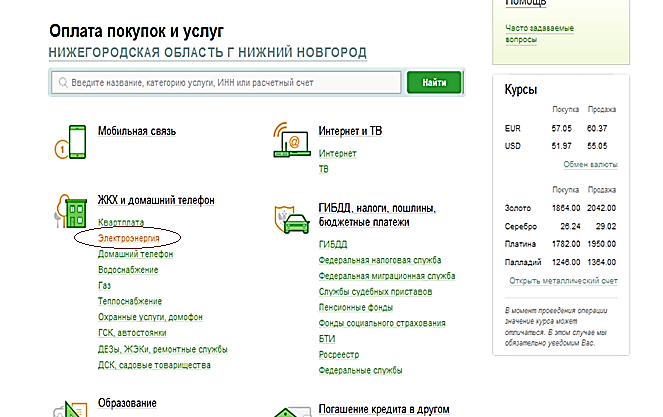 Помощь
Часто задаваемые
вопросы
Оплата покупок и услуг
НИЖЕГОРОДСКАЯ ОБЛАСТЬ Г НИЖНИЙ НОВГОРОД
Введите название, категорию услуги, ИНН или расчетный счет
Найти
Мобильная связь
Интернет и ТВ
Интернет
ТВ
ЖКХ и домашний телефон
Квартплата
Электроэнергия
Домашний телефон
Водоснабжение
Газ
Теплоснабжение
Охранные услуги, домофон
ГСК, автостоянки
ДЕЗы, ЖЭКи, ремонтные службы
ДСК, садовые товарищества
ГИБДД, налоги, пошлины,
бюджетные платежи
ГИБДД
Федеральная налоговая служба
Федеральная миграционная служба
Службы судебных приставов
Пенсионные фонды
Фонды социального страхования
БТИ
Росреестр
Федеральные службы
Образование
Погашение кредита в другом
Курсы
Покупка Продажа
EUR 57.05 60.37
USD 51.97 55.05
Обмен валюты
Покупка Продажа
Золото 1864.00 2042.00
Серебро 26.24 29.02
Платина 1782.00 1950.00
Палладий 1246.00 1364.00
Открыть металлический счет
В момент проведения операции
значение курса может
отличаться. В этом случае мы
обязательно уведомим Вас.